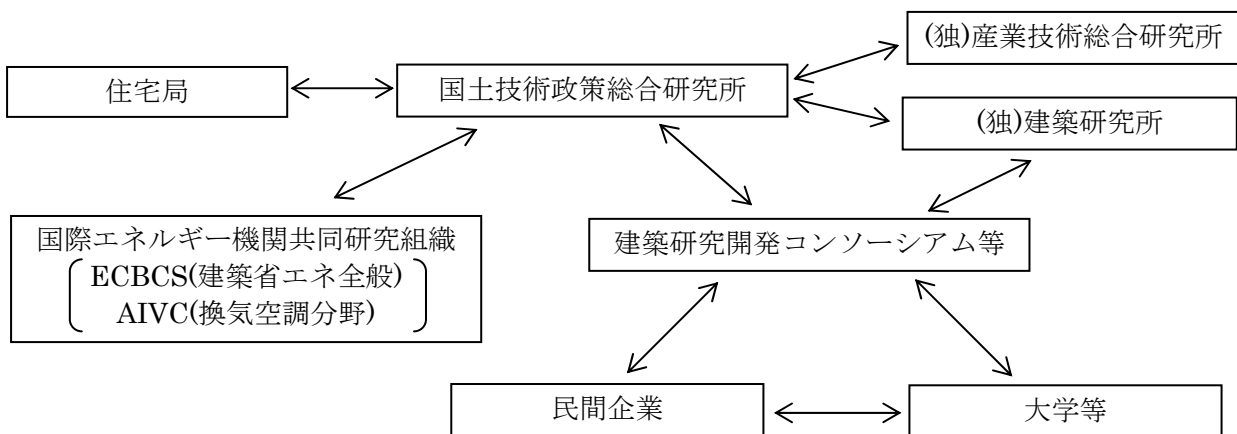 (独)産業技術総合研究所
住宅局
国土技術政策総合研究所
(独)建築研究所
国際エネルギー機関共同研究組織
ECBCS(建築省エネ全般)
AIVC(換気空調分野)
建築研究開発コンソーシアム等
民間企業
大学等